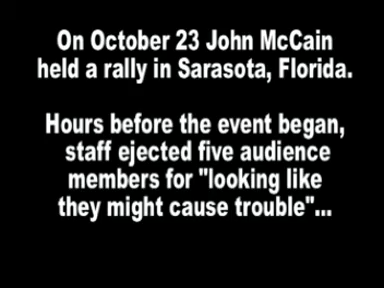 On October 23 John McCain
held a rally in Sarasota, Florida.
Hours before the event began,
staff ejected five audience
members for "looking like
they might cause trouble"...